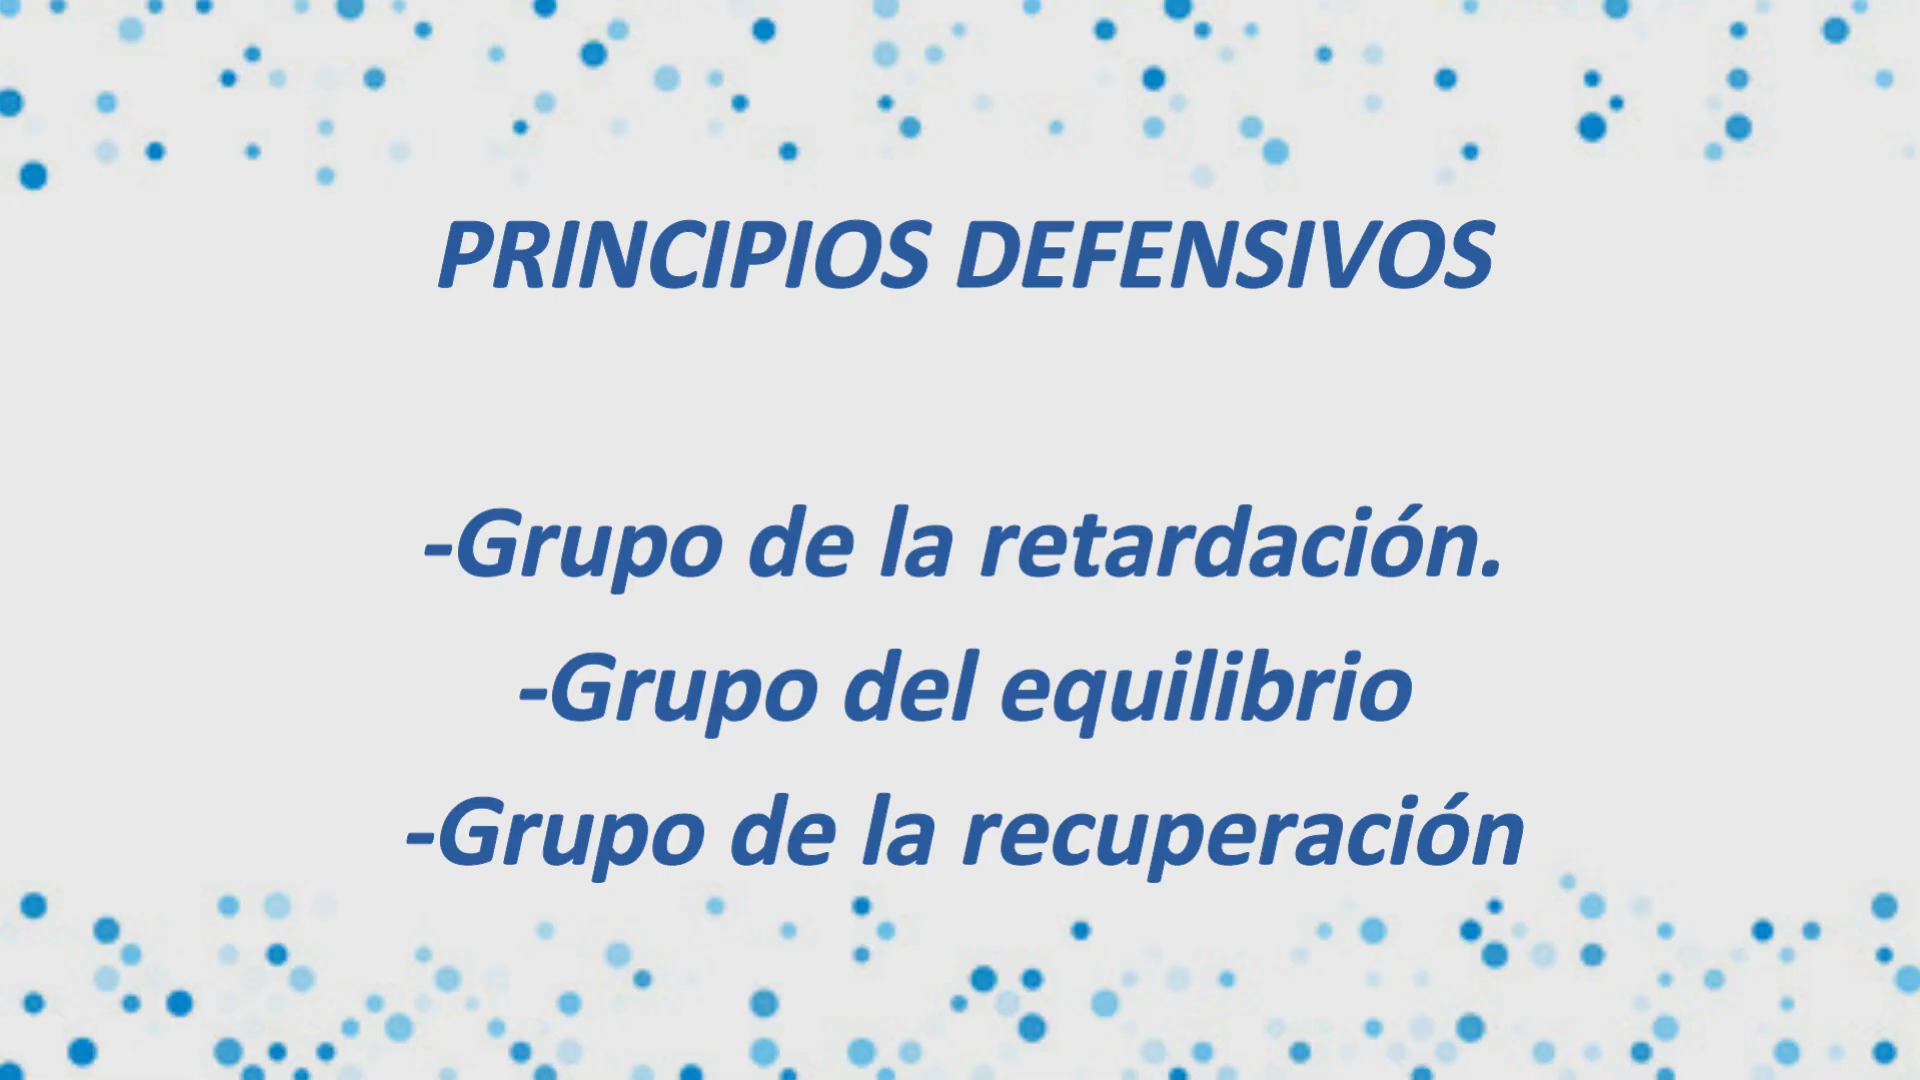 PRINCIPIOS DEFENSIVOS
-Grupo de la retardación.
-Grupo del equilibrio
-Grupo de la recuperación